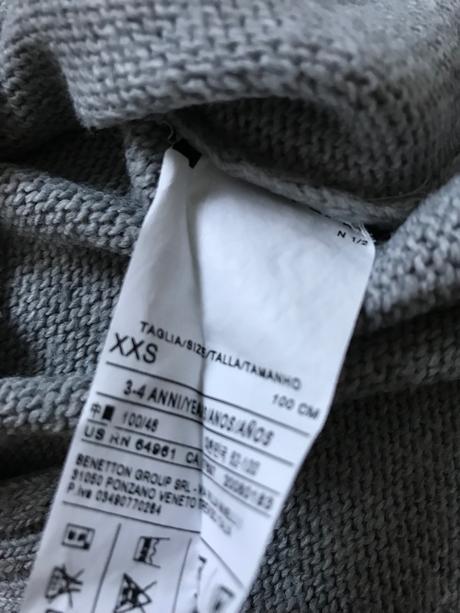 N 1/2
TAGLIA/SIZE/TALLA/TAMANHO
XXS 100 CM
3-4 ANNI/YEARS/ANOS/AÑOS
100/48
US RN 64961 CA
BENETTON GROUP SRL
31050 PONZANO VENETO
P.Iva 03490770264